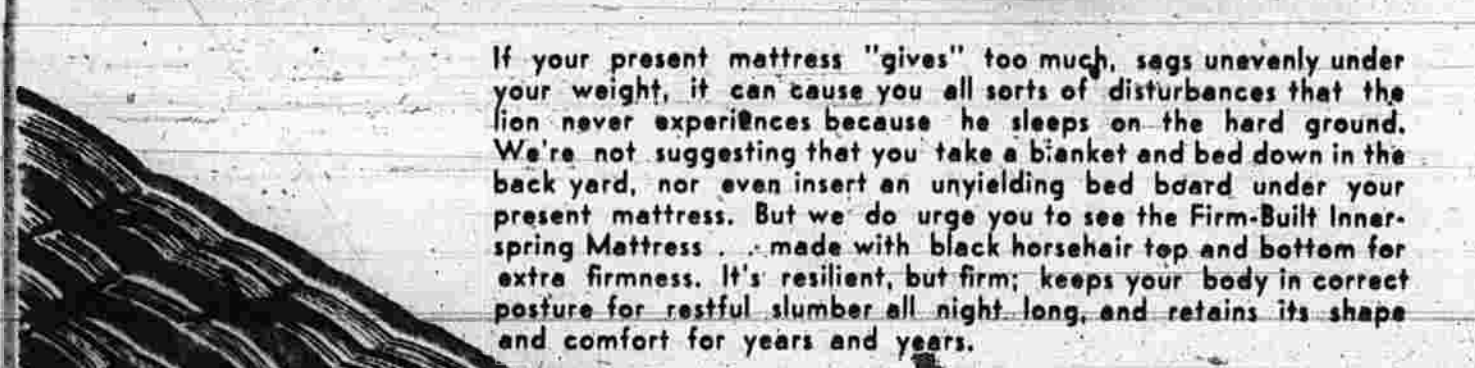 If your present mattress "gives" too much, sags unevenly under
your weight, it can cause you all sorts of disturbances that the
lion never experiences because he sleeps on the hard ground.
We're not suggesting that you take a blanket and bed down in the
back yard, nor even insert an unyielding bed board under your
present mattress. But we do urge you to see the Firm-Built Inner-
spring Mattress . . . made with black horsehair top and bottom for
extra firmness. It's resilient, but firm; keeps your body in correct
posture for restful slumber all night long, and retains its shape
and comfort for years and years.